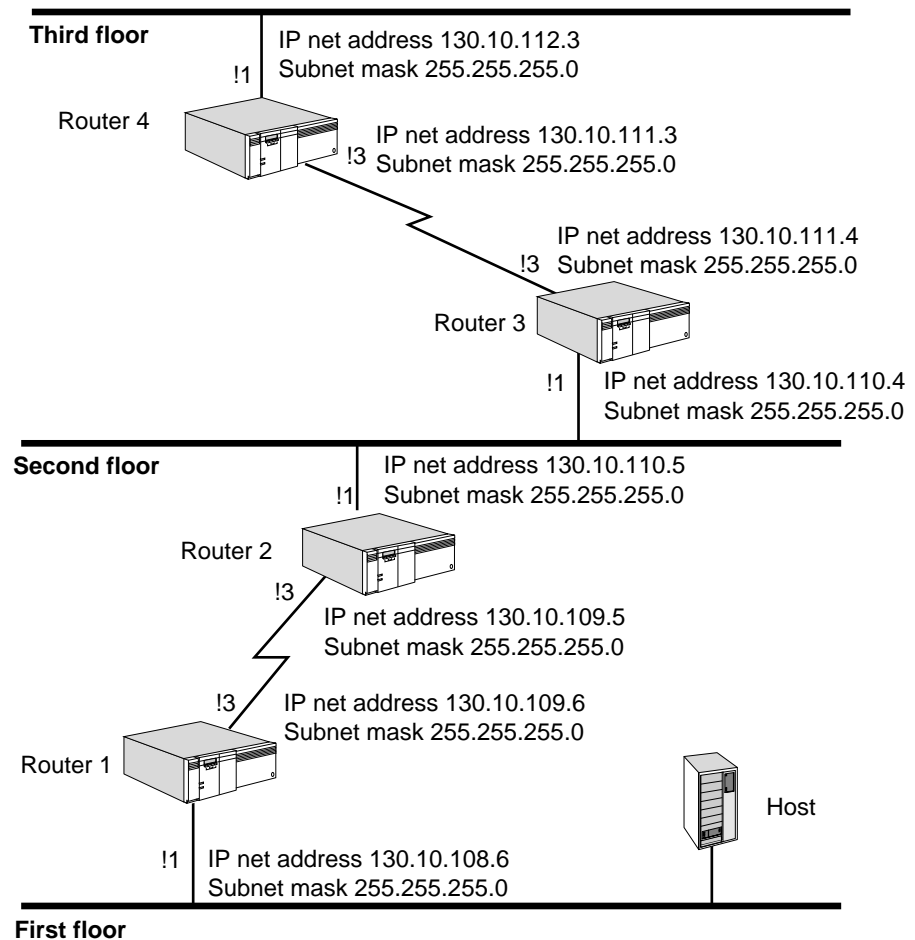 Third floor
IP net address 130.10.112.3
Subnet mask 255.255.255.0
!1
Router 4
IP net address 130.10.111.3
!3 Subnet mask 255.255.255.0
IP net address 130.10.111.4
!3 Subnet mask 255.255.255.0
Router 3
!1
IP net address 130.10.110.4
Subnet mask 255.255.255.0
Second floor
IP net address 130.10.110.5
!1 Subnet mask 255.255.255.0
Router 2
!3
IP net address 130.10.109.5
Subnet mask 255.255.255.0
!3
IP net address 130.10.109.6
Subnet mask 255.255.255.0
Router 1
Host
!1
IP net address 130.10.108.6
Subnet mask 255.255.255.0
First floor